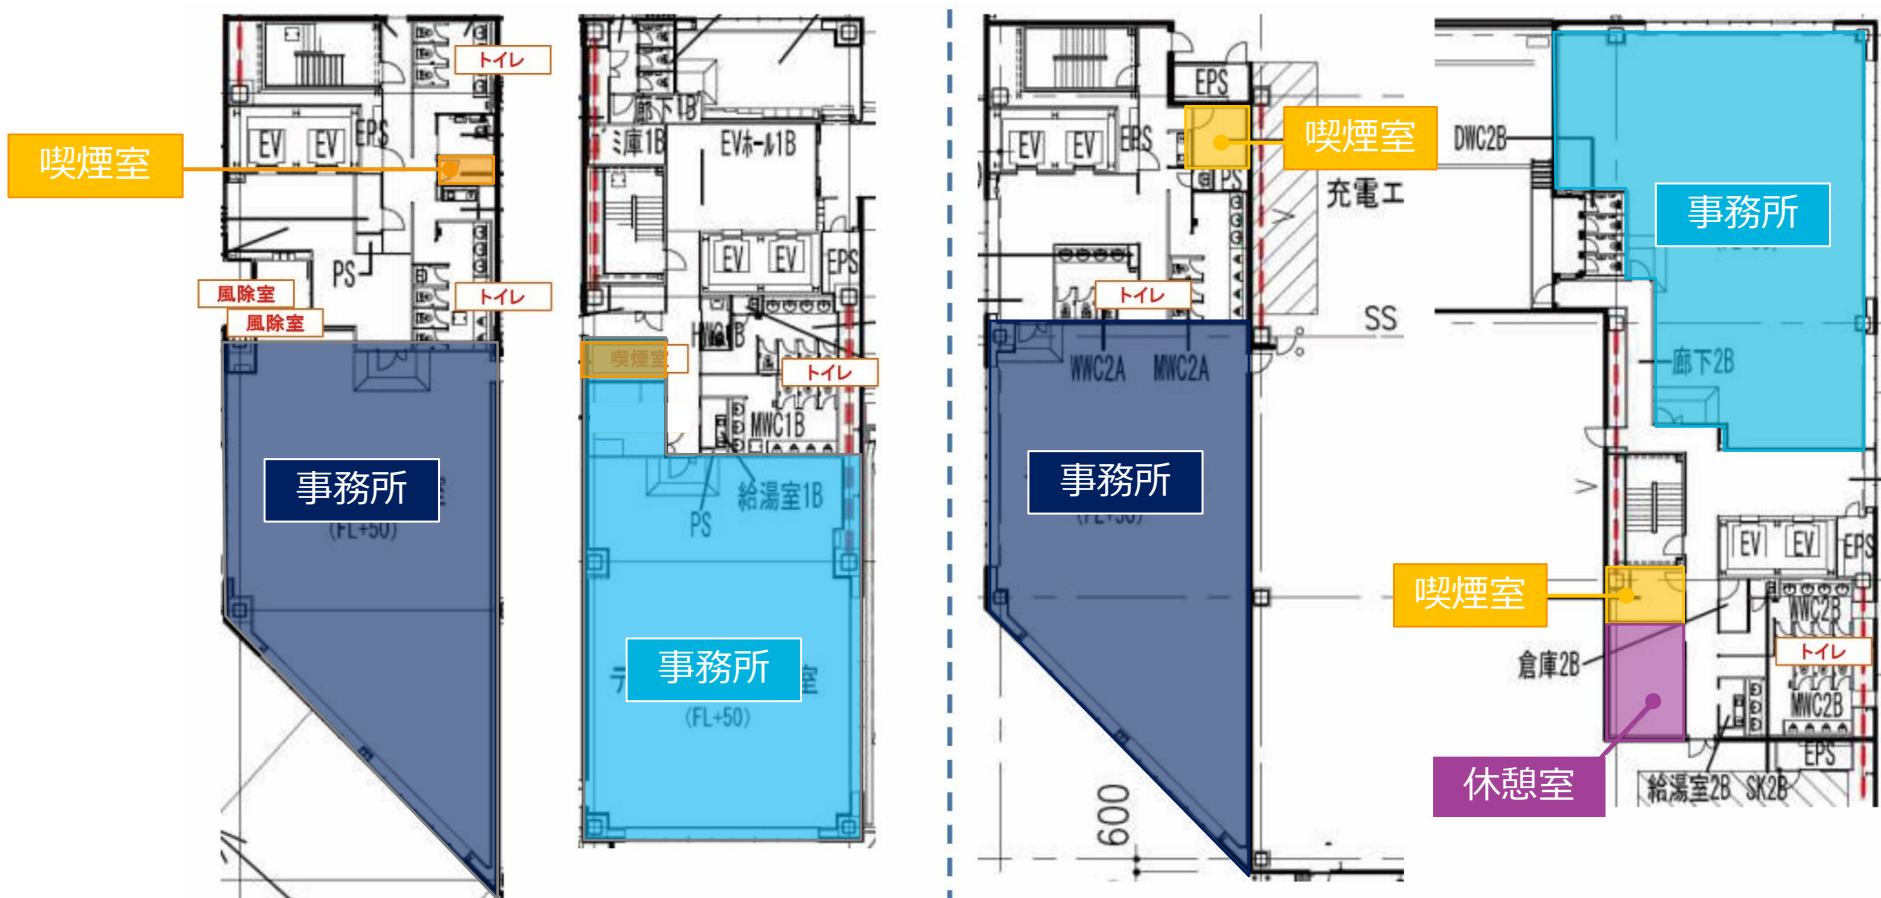 トイレ
EPS
EV
EV
喫煙室
PS
風除室
風除室
トイレ
事務所
(FL+50)
廊下1B
ミ庫1B
EVホール1B
EV
EV
EPS
喫煙室
トイレ
MWC1B
給湯室1B
PS
事務所
室
(FL+50)
EPS
喫煙室
EV
EV
EPS
PS
充電エ
トイレ
SS
WWC2A
MWC2A
事務所
600
DWC2B
事務所
廊下2B
EV
EV
EPS
喫煙室
WWC2B
トイレ
倉庫2B
MWC2B
EPS
休憩室
給湯室2B
SK2B